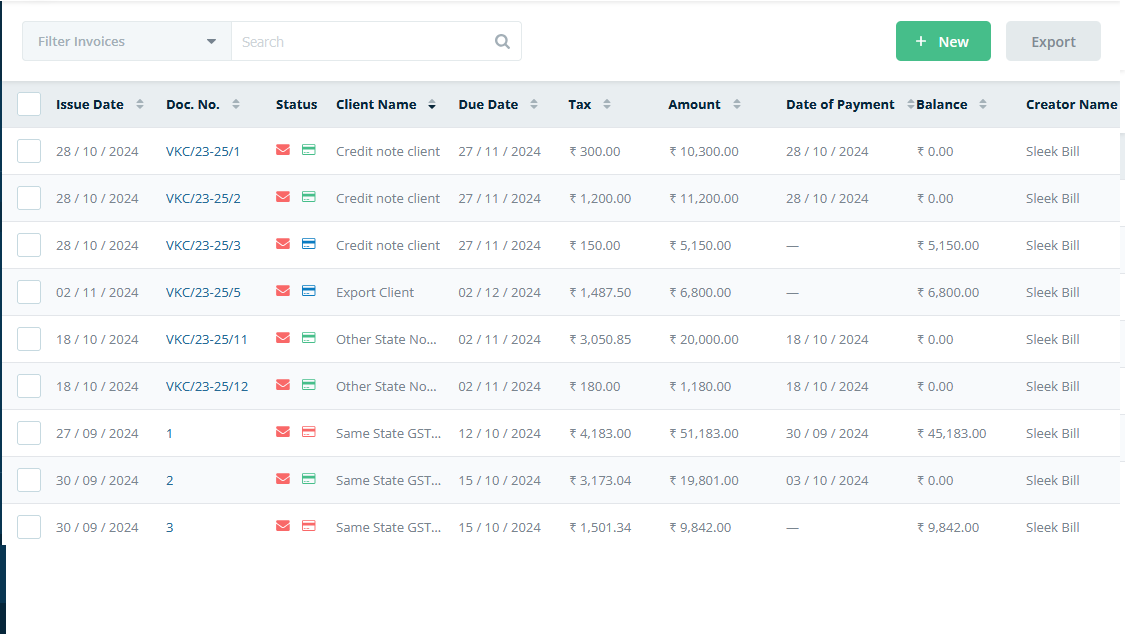 Filter Invoices Search + New Export
Issue Date Doc. No. Status Client Name Due Date Tax Amount Date of Payment Balance Creator Name
28 / 10 / 2024 VKC/23-25/1 Credit note client 27 / 11 / 2024 ₹ 300.00 ₹ 10,300.00 28 / 10 / 2024 ₹ 0.00 Sleek Bill
28 / 10 / 2024 VKC/23-25/2 Credit note client 27 / 11 / 2024 ₹ 1,200.00 ₹ 11,200.00 28 / 10 / 2024 ₹ 0.00 Sleek Bill
28 / 10 / 2024 VKC/23-25/3 Credit note client 27 / 11 / 2024 ₹ 150.00 ₹ 5,150.00 — ₹ 5,150.00 Sleek Bill
02 / 11 / 2024 VKC/23-25/5 Export Client 02 / 12 / 2024 ₹ 1,487.50 ₹ 6,800.00 — ₹ 6,800.00 Sleek Bill
18 / 10 / 2024 VKC/23-25/11 Other State No... 02 / 11 / 2024 ₹ 3,050.85 ₹ 20,000.00 18 / 10 / 2024 ₹ 0.00 Sleek Bill
18 / 10 / 2024 VKC/23-25/12 Other State No... 02 / 11 / 2024 ₹ 180.00 ₹ 1,180.00 18 / 10 / 2024 ₹ 0.00 Sleek Bill
27 / 09 / 2024 1 Same State GST... 12 / 10 / 2024 ₹ 4,183.00 ₹ 51,183.00 30 / 09 / 2024 ₹ 45,183.00 Sleek Bill
30 / 09 / 2024 2 Same State GST... 15 / 10 / 2024 ₹ 3,173.04 ₹ 19,801.00 03 / 10 / 2024 ₹ 0.00 Sleek Bill
30 / 09 / 2024 3 Same State GST... 15 / 10 / 2024 ₹ 1,501.34 ₹ 9,842.00 — ₹ 9,842.00 Sleek Bill